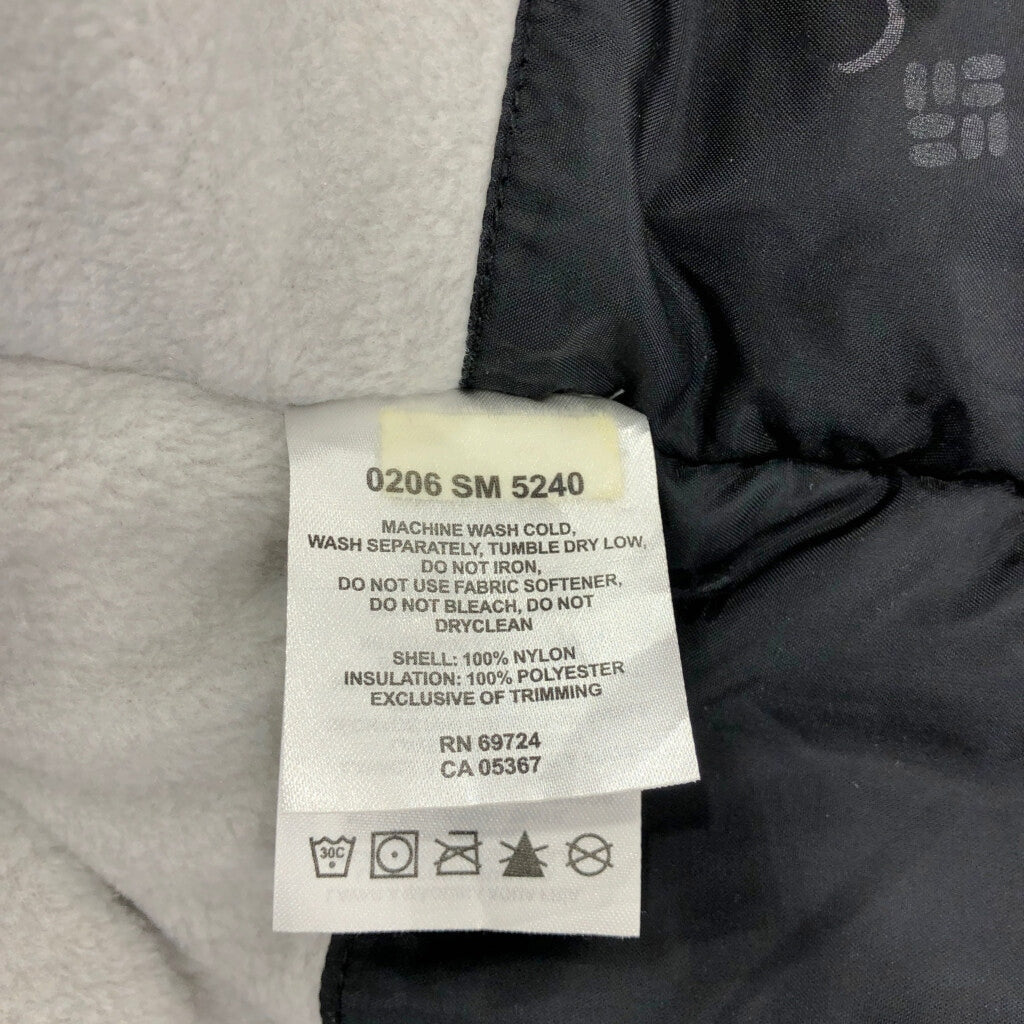 0206 SM 5240
MACHINE WASH COLD,
WASH SEPARATELY, TUMBLE DRY LOW,
DO NOT IRON,
DO NOT USE FABRIC SOFTENER,
DO NOT BLEACH, DO NOT
DRYCLEAN
SHELL: 100% NYLON
INSULATION: 100% POLYESTER
EXCLUSIVE OF TRIMMING
RN 69724
CA 05367
30C